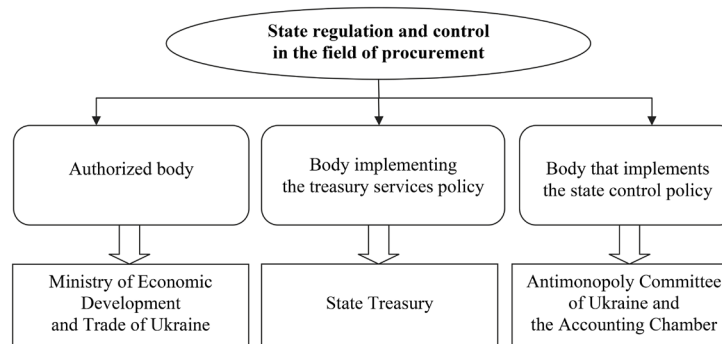 State regulation and control
in the field of procurement
Authorized body
Body implementing
the treasury services policy
Body that implements
the state control policy
Ministry of Economic
Development
and Trade of Ukraine
State Treasury
Antimonopoly Committee
of Ukraine and
the Accounting Chamber